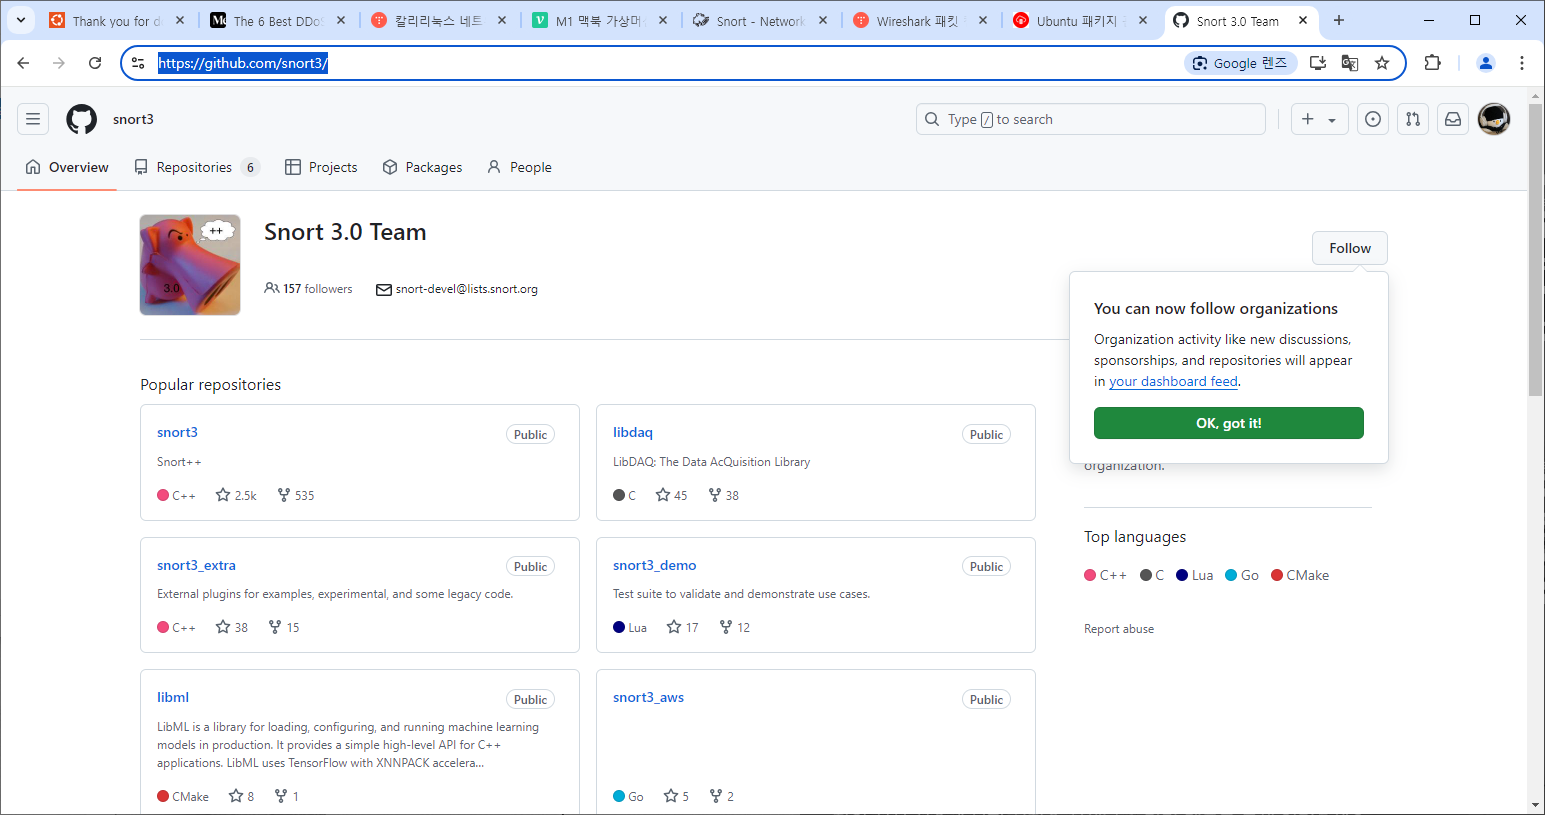 Thank you for d
The 6 Best DDoS
칼리리눅스 네트
M1 맥북 가상머
Snort - Network
Wireshark 패킷
Ubuntu 패키지
Snort 3.0 Team
https://github.com/snort3/
Google 렌즈
snort3
Type / to search
Overview
Repositories 6
Projects
Packages
People
++
3.0
Snort 3.0 Team
Follow
157 followers
snort-devel@lists.snort.org
You can now follow organizations
Organization activity like new discussions,
sponsorships, and repositories will appear
in your dashboard feed.
OK, got it!
organization.
Popular repositories
snort3
Public
Snort++
C++ 2.5k 535
libdaq
Public
LibDAQ: The Data AcQuisition Library
C 45 38
snort3_extra
Public
External plugins for examples, experimental, and some legacy code.
C++ 38 15
snort3_demo
Public
Test suite to validate and demonstrate use cases.
Lua 17 12
libml
Public
LibML is a library for loading, configuring, and running machine learning
models in production. It provides a simple high-level API for C++
applications. LibML uses TensorFlow with XNNPACK accelera...
CMake 8 1
snort3_aws
Public
Go 5 2
Top languages
C++ C Lua Go CMake
Report abuse